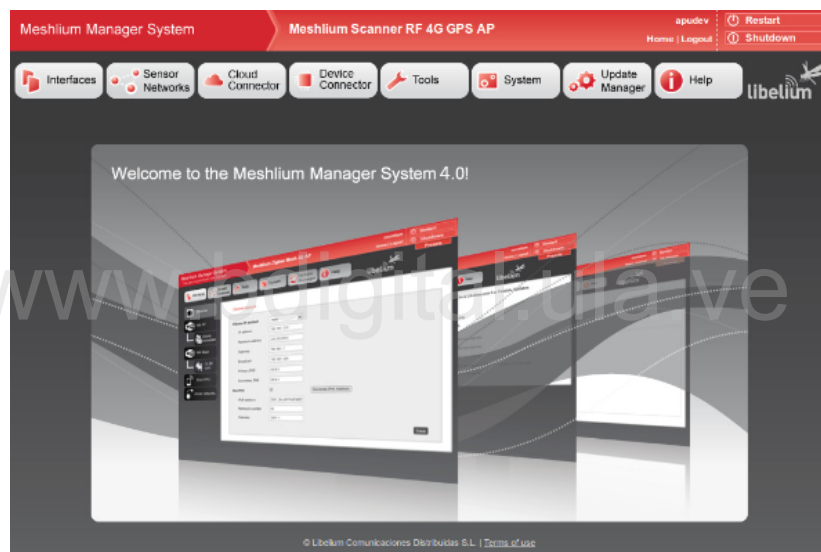 Meshlium Manager System
Meshlium Scanner RF 4G GPS AP
apudev
Home | Logout
Restart
Shutdown
Interfaces
Sensor
Networks
Cloud
Connector
Device
Connector
Tools
System
Update
Manager
Help
libelium
Welcome to the Meshlium Manager System 4.0!
www.bdigital.ula.ve
© Libelium Comunicaciones Distribuidas S.L. | Terms of use